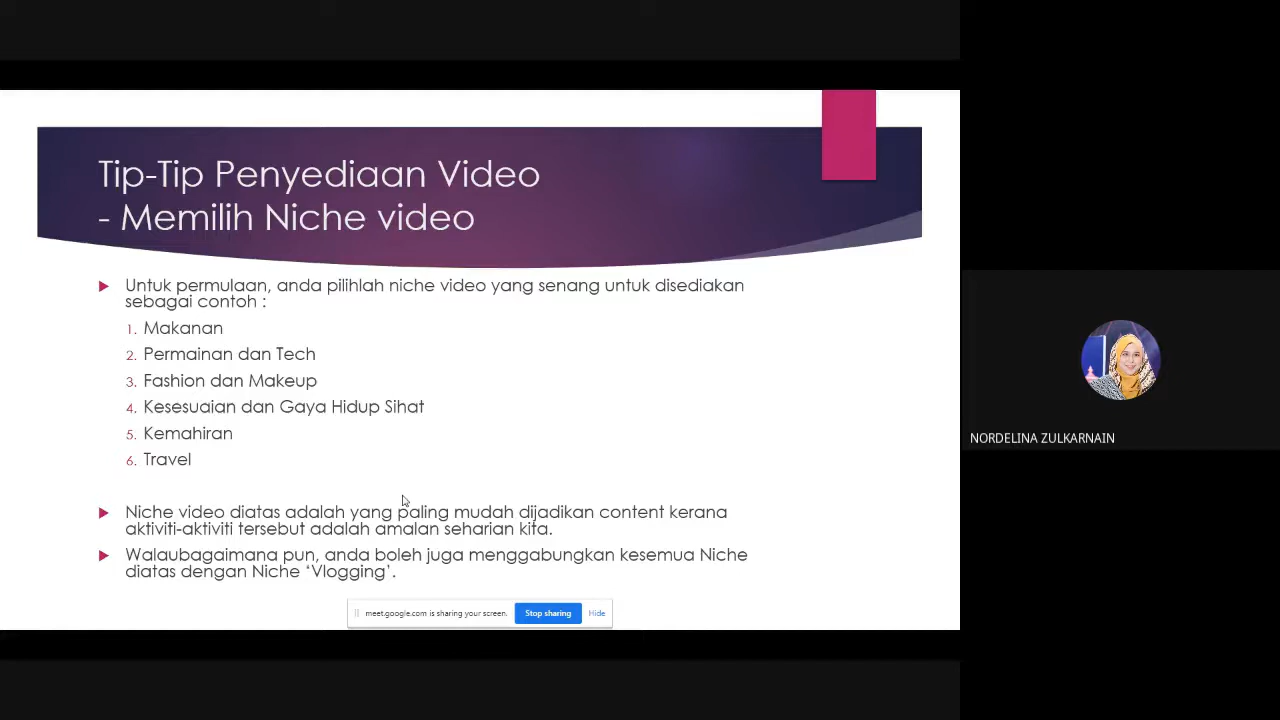 Tip-Tip Penyediaan Video
- Memilih Niche video
Untuk permulaan, anda pilihlah niche video yang senang untuk disediakan
sebagai contoh :
1. Makanan
2. Permainan dan Tech
3. Fashion dan Makeup
4. Kesesuaian dan Gaya Hidup Sihat
5. Kemahiran
6. Travel
Niche video diatas adalah yang paling mudah dijadikan content kerana
aktiviti-aktiviti tersebut adalah amalan seharian kita.
Walaubagaimana pun, anda boleh juga menggabungkan kesemua Niche
diatas dengan Niche ‘Vlogging’.
meet.google.com is sharing your screen. Stop sharing Hide
NORDELINA ZULKARNAIN